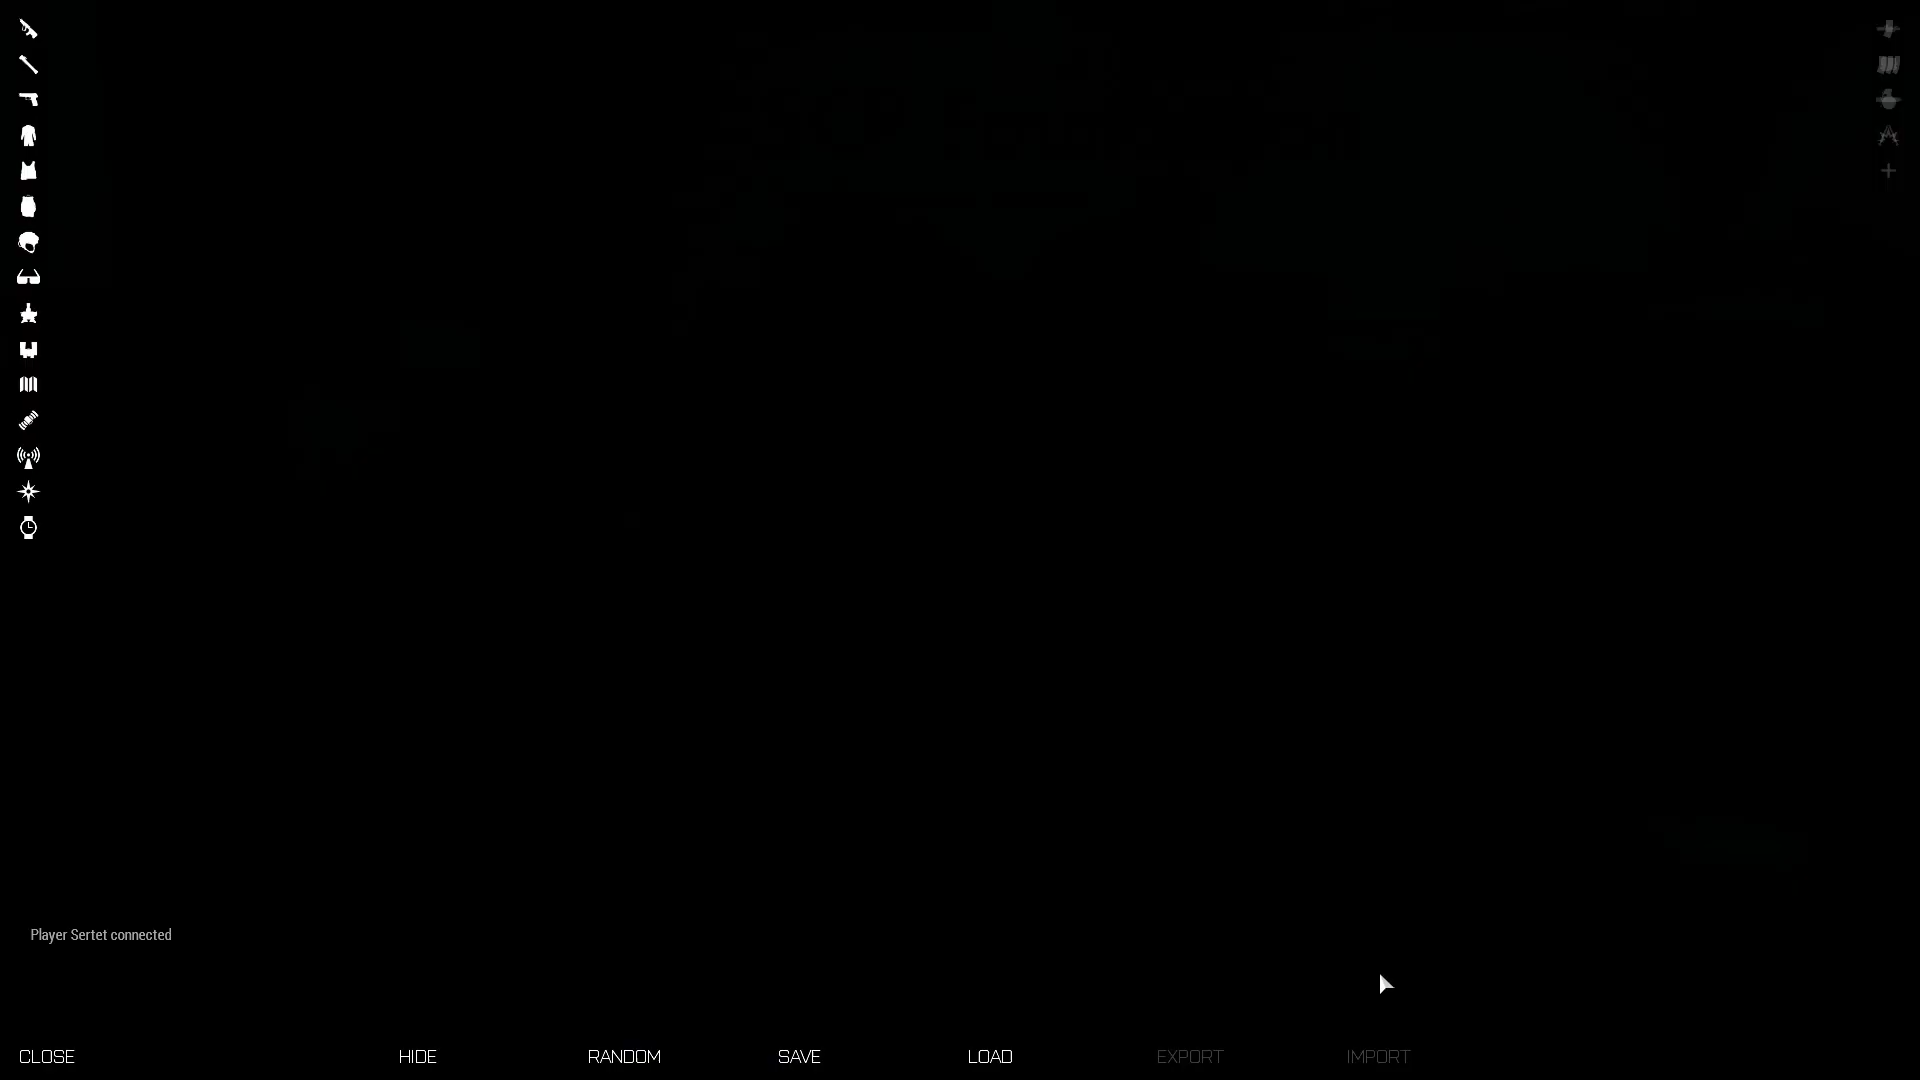 Player Sertet connected
CLOSE
HIDE
RANDOM
SAVE
LOAD
EXPORT
IMPORT